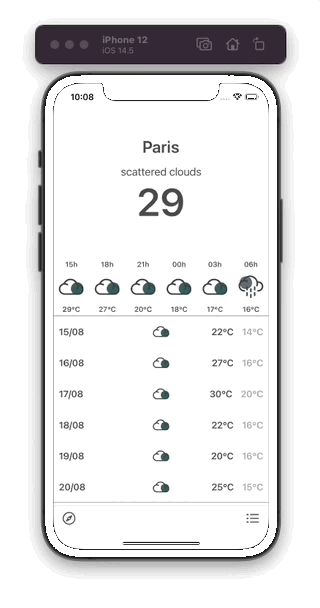 iPhone 12
iOS 14.5
10:08
Paris
scattered clouds
29
15h 18h 21h 00h 03h 06h
29°C 27°C 20°C 18°C 17°C 16°C
15/08 22°C 14°C
16/08 27°C 16°C
17/08 30°C 20°C
18/08 22°C 16°C
19/08 20°C 16°C
20/08 25°C 15°C